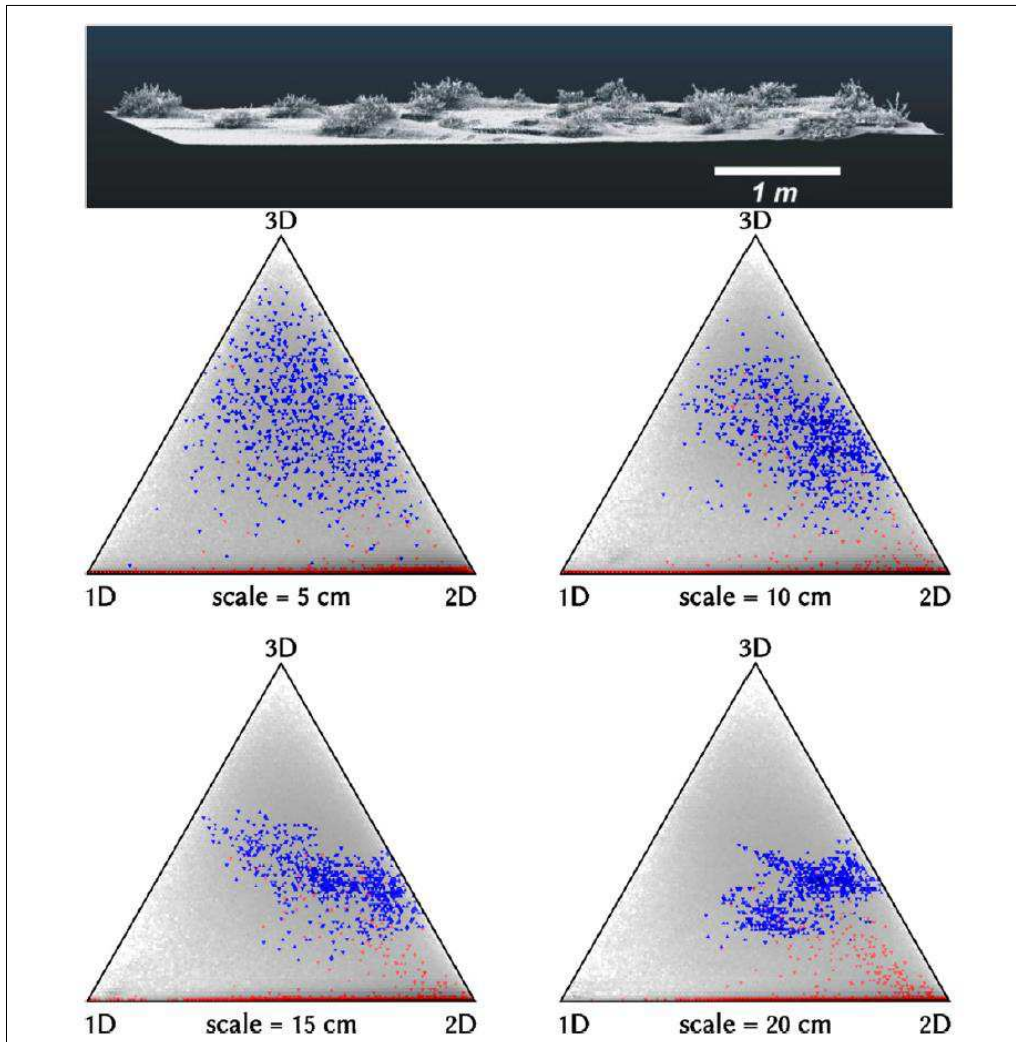 1 m
3D
3D
1D scale = 5 cm 2D
1D scale = 10 cm 2D
3D
3D
1D scale = 15 cm 2D
1D scale = 20 cm 2D